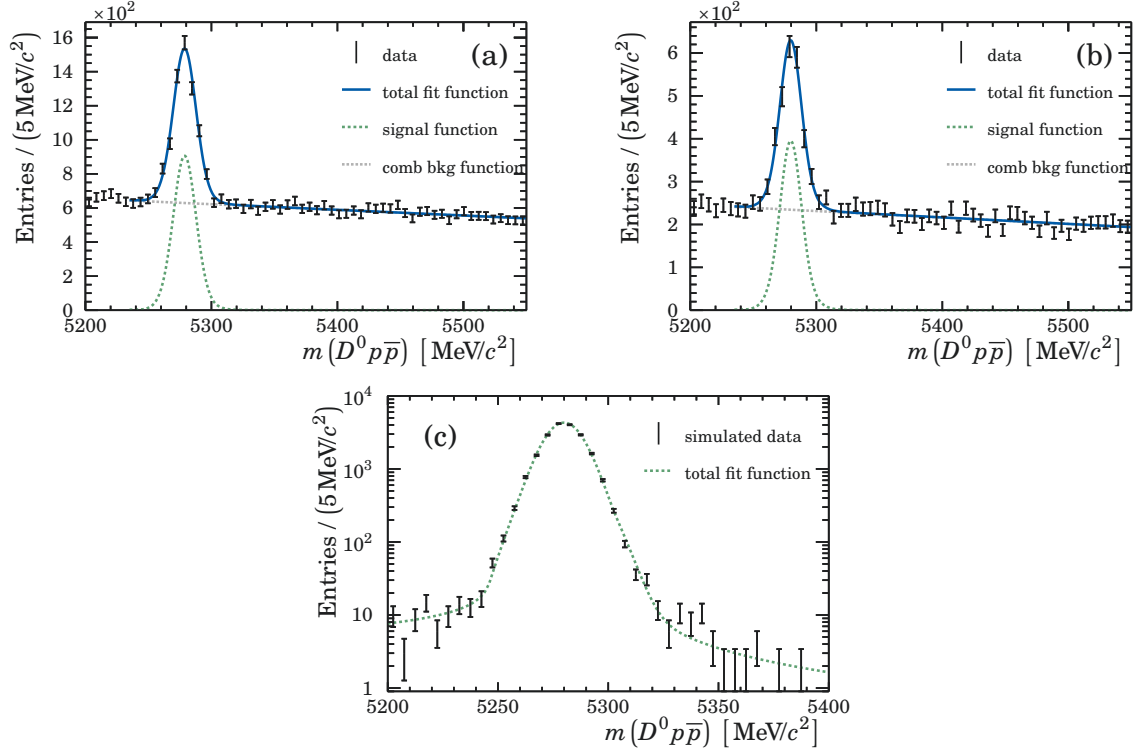 ×10²
Entries / (5 MeV/c²)
16
14
12
10
8
6
4
2
0
5200 5300 5400 5500
m (D⁰pp̅) [MeV/c²]
(a)
data
total fit function
signal function
comb bkg function
×10²
Entries / (5 MeV/c²)
6
5
4
3
2
1
0
5200 5300 5400 5500
m (D⁰pp̅) [MeV/c²]
(b)
data
total fit function
signal function
comb bkg function
Entries / (5 MeV/c²)
10⁴
10³
10²
10
1
5200 5250 5300 5350 5400
m (D⁰pp̅) [MeV/c²]
(c)
simulated data
total fit function